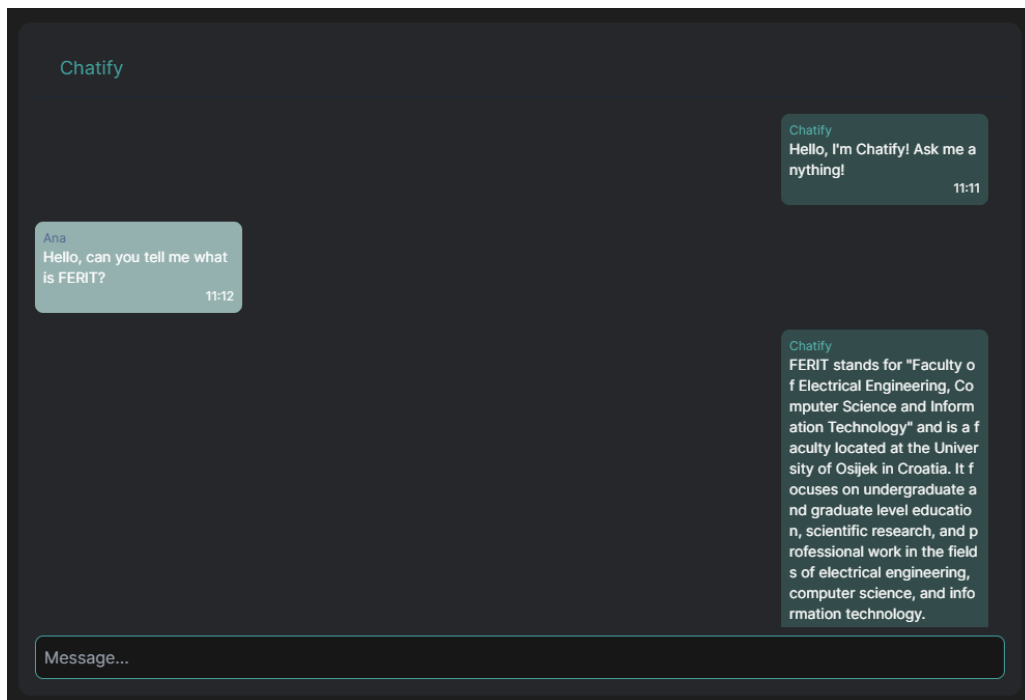 Chatify
Chatify
Hello, I'm Chatify! Ask me a
nything!
11:11
Ana
Hello, can you tell me what
is FERIT?
11:12
Chatify
FERIT stands for "Faculty o
f Electrical Engineering, Co
mputer Science and Inform
ation Technology" and is a f
aculty located at the Univer
sity of Osijek in Croatia. It f
ocuses on undergraduate a
nd graduate level educatio
n, scientific research, and p
rofessional work in the field
s of electrical engineering,
computer science, and info
rmation technology.
Message...